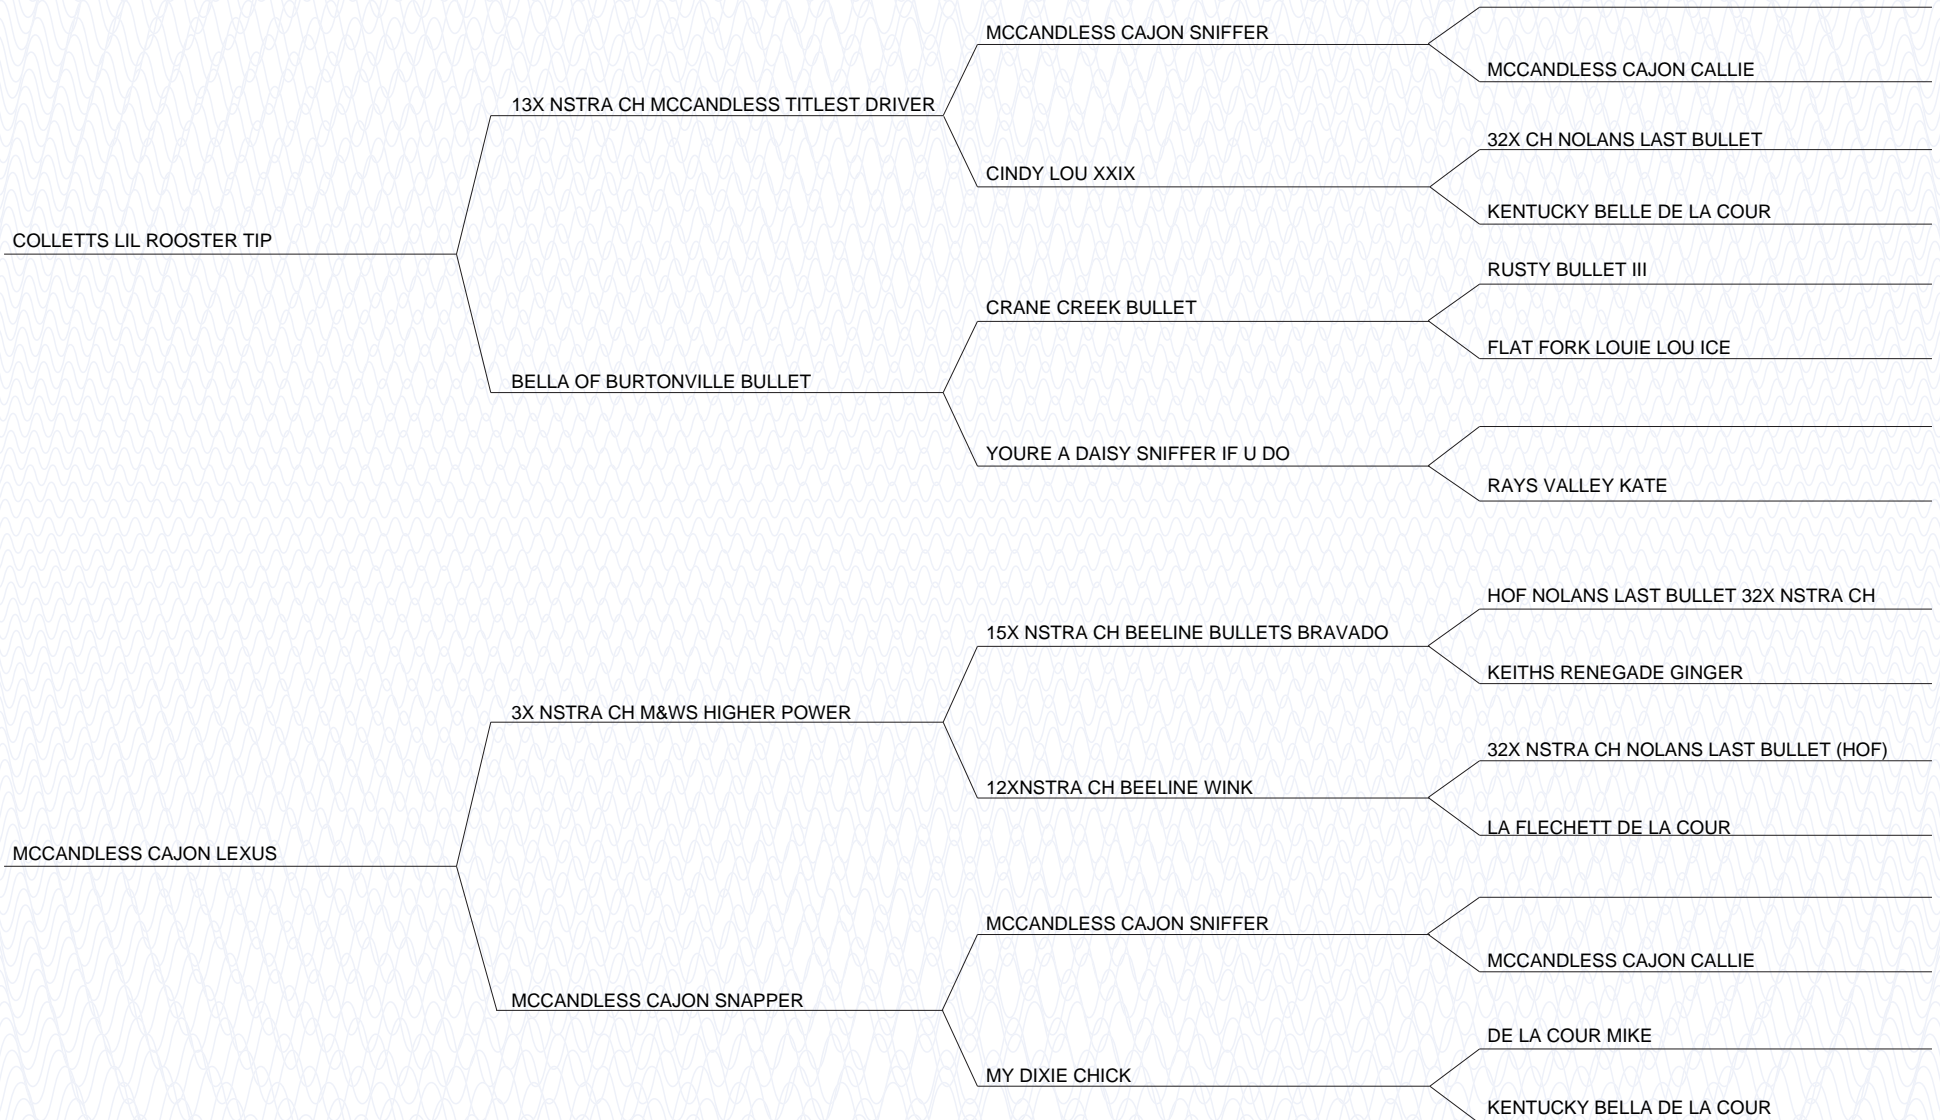 MCCANDLESS CAJON SNIFFER
MCCANDLESS CAJON CALLIE
13X NSTRA CH MCCANDLESS TITLEST DRIVER
32X CH NOLANS LAST BULLET
CINDY LOU XXIX
KENTUCKY BELLE DE LA COUR
COLLETTS LIL ROOSTER TIP
RUSTY BULLET III
CRANE CREEK BULLET
FLAT FORK LOUIE LOU ICE
BELLA OF BURTONVILLE BULLET
YOURE A DAISY SNIFFER IF U DO
RAYS VALLEY KATE
HOF NOLANS LAST BULLET 32X NSTRA CH
15X NSTRA CH BEELINE BULLETS BRAVADO
KEITHS RENEGADE GINGER
3X NSTRA CH M&WS HIGHER POWER
32X NSTRA CH NOLANS LAST BULLET (HOF)
12XNSTRA CH BEELINE WINK
LA FLECHETT DE LA COUR
MCCANDLESS CAJON LEXUS
MCCANDLESS CAJON SNIFFER
MCCANDLESS CAJON CALLIE
MCCANDLESS CAJON SNAPPER
DE LA COUR MIKE
MY DIXIE CHICK
KENTUCKY BELLA DE LA COUR